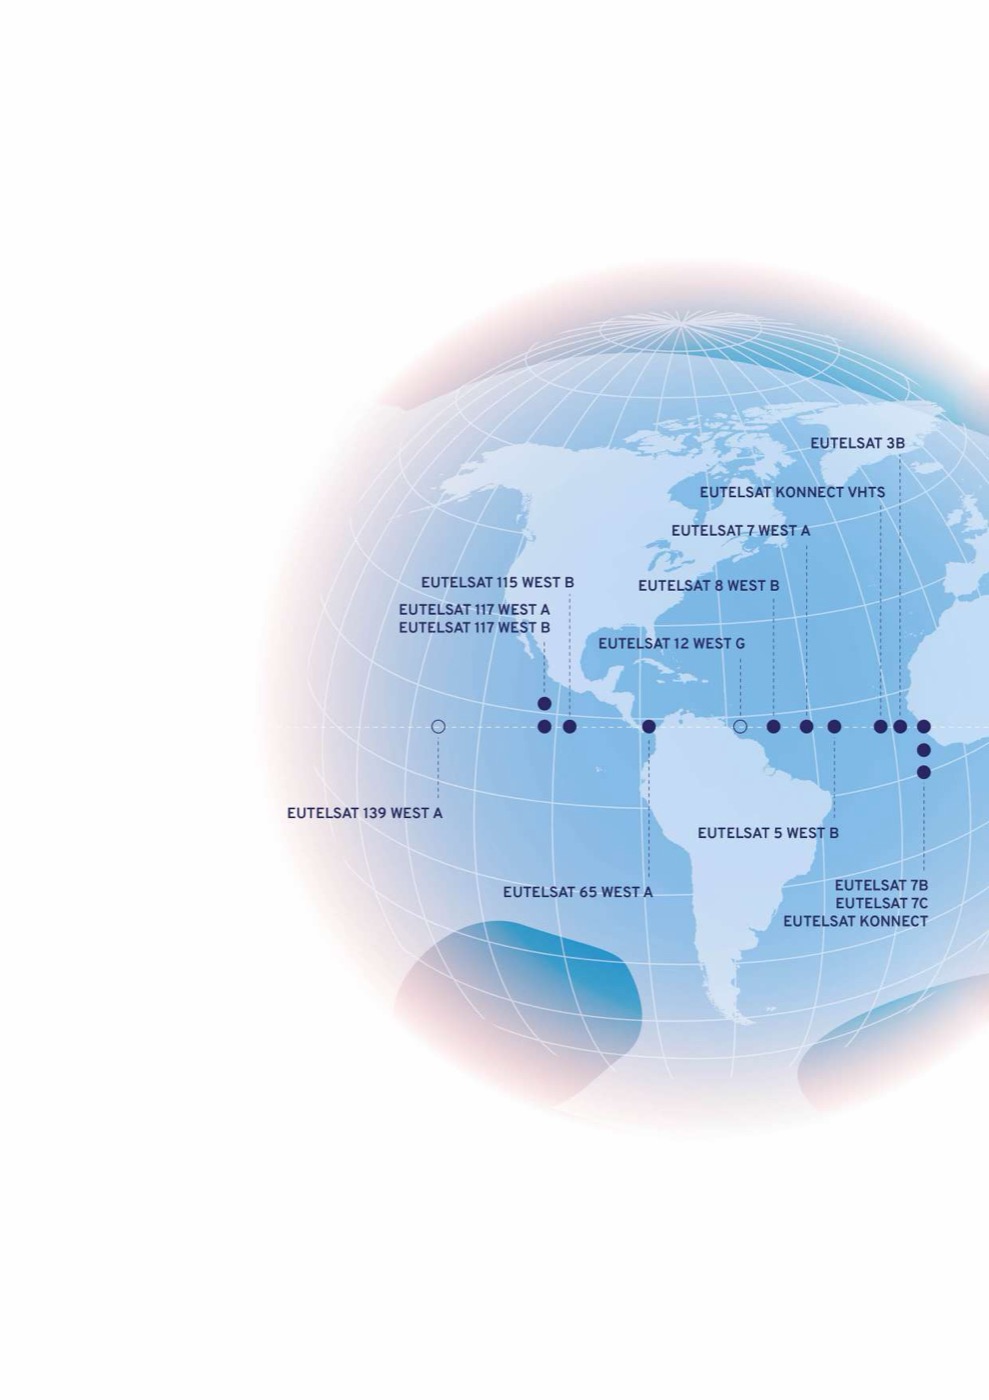 EUTELSAT 3B
EUTELSAT KONNECT VHTS
EUTELSAT 7 WEST A
EUTELSAT 115 WEST B
EUTELSAT 8 WEST B
EUTELSAT 117 WEST A
EUTELSAT 117 WEST B
EUTELSAT 12 WEST G
EUTELSAT 139 WEST A
EUTELSAT 5 WEST B
EUTELSAT 65 WEST A
EUTELSAT 7B
EUTELSAT 7C
EUTELSAT KONNECT